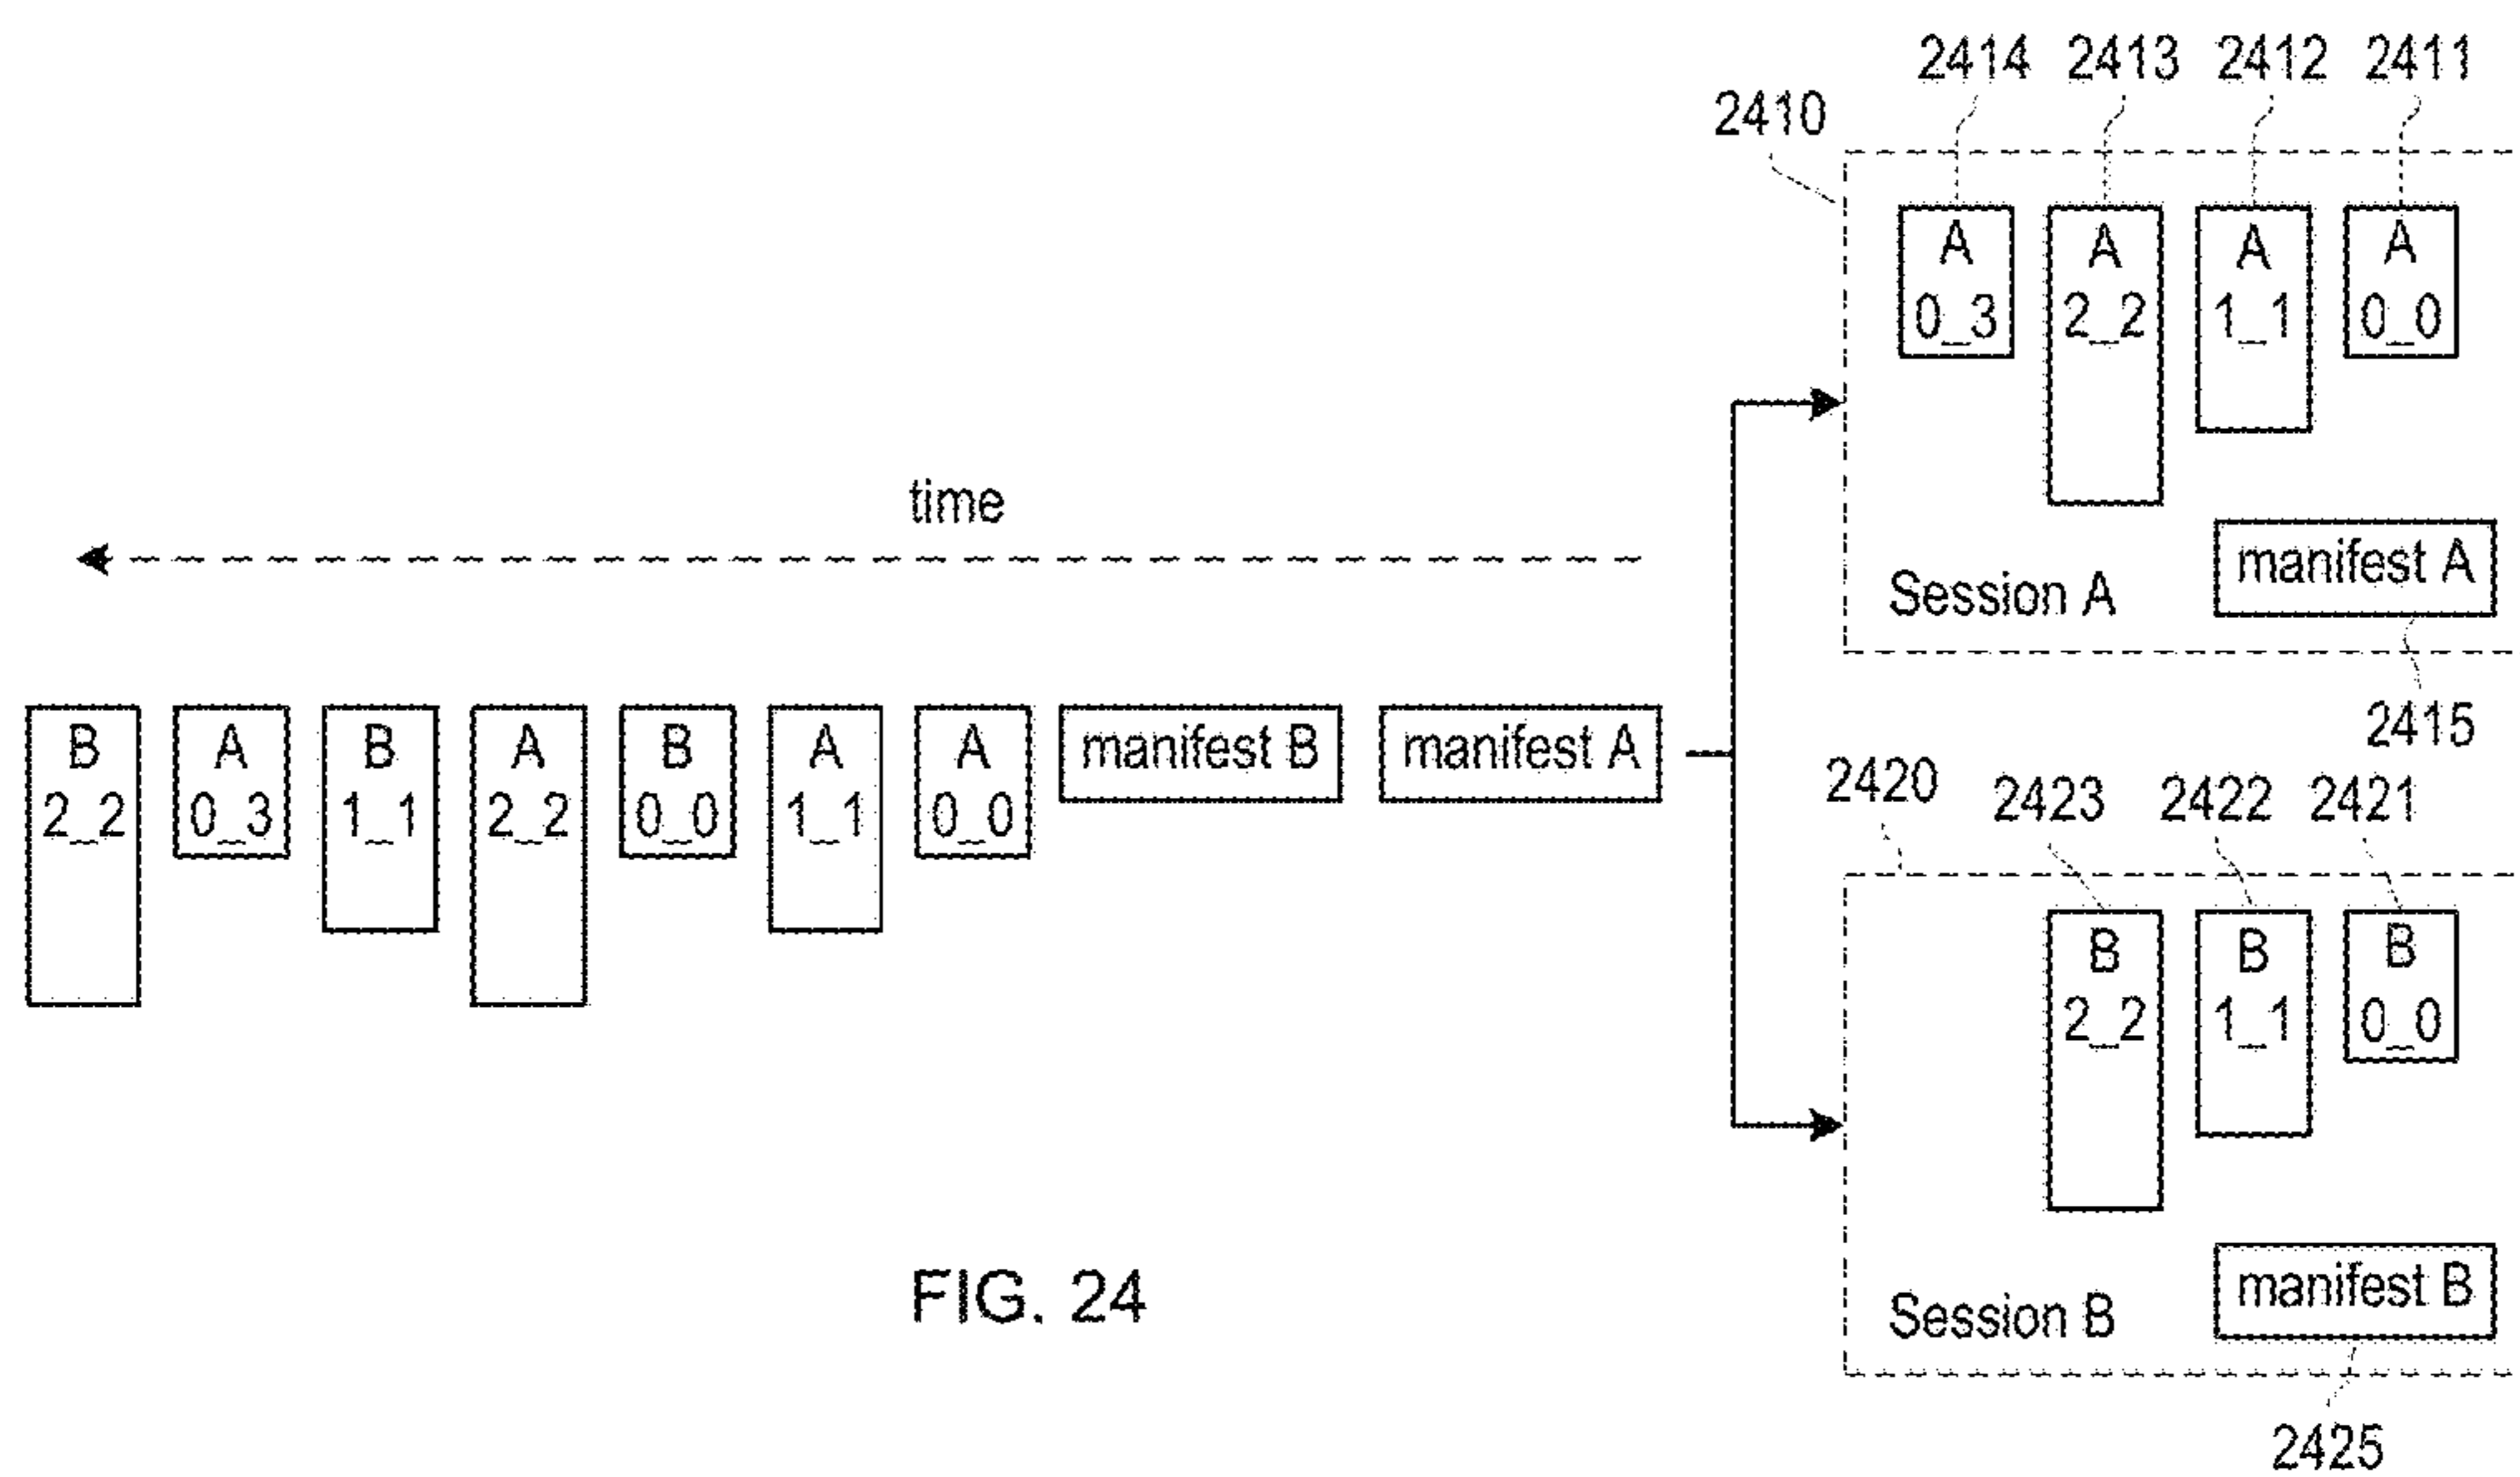 2414 2413 2412 2411
2410
A A A A
0_3 2_2 1_1 0_0
time
manifest A
Session A
2415
B A B A B A A manifest B manifest A
2_2 0_3 1_1 2_2 0_0 1_1 0_0
2420 2423 2422 2421
B B B
2_2 1_1 0_0
manifest B
Session B
FIG. 24
2425